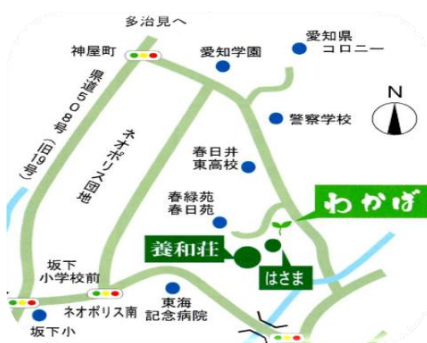 多治見へ
神屋町
愛知学園
愛知県
コロニー
N
警察学校
県道508号(旧19号)
ネオポリス団地
春日井
東高校
わかば
春緑苑
春日苑
養和荘
はさま
坂下
小学校前
ネオポリス南
東海
記念病院
坂下小